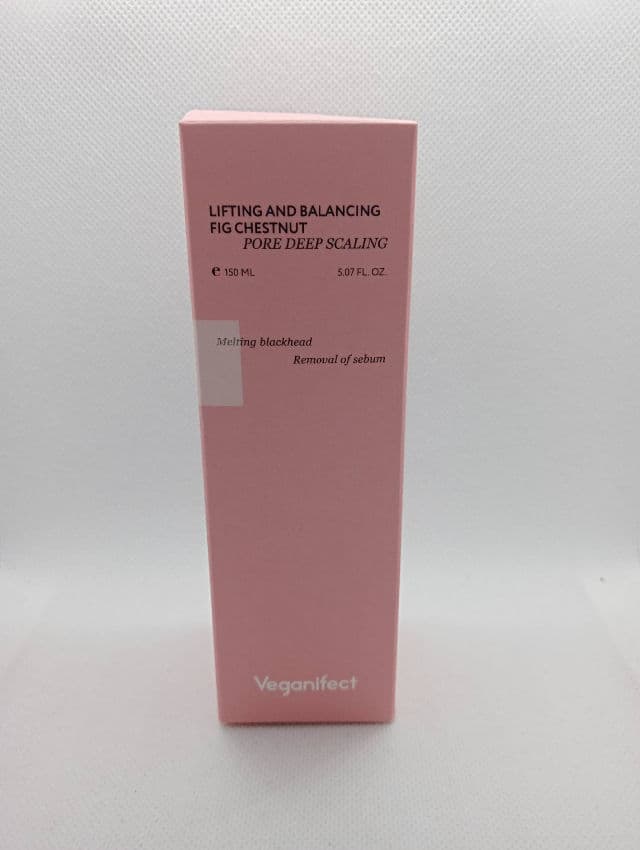 LIFTING AND BALANCING
FIG CHESTNUT
PORE DEEP SCALING
e 150 ML 5.07 FL. OZ.
Melting blackhead
Removal of sebum
Veganifect